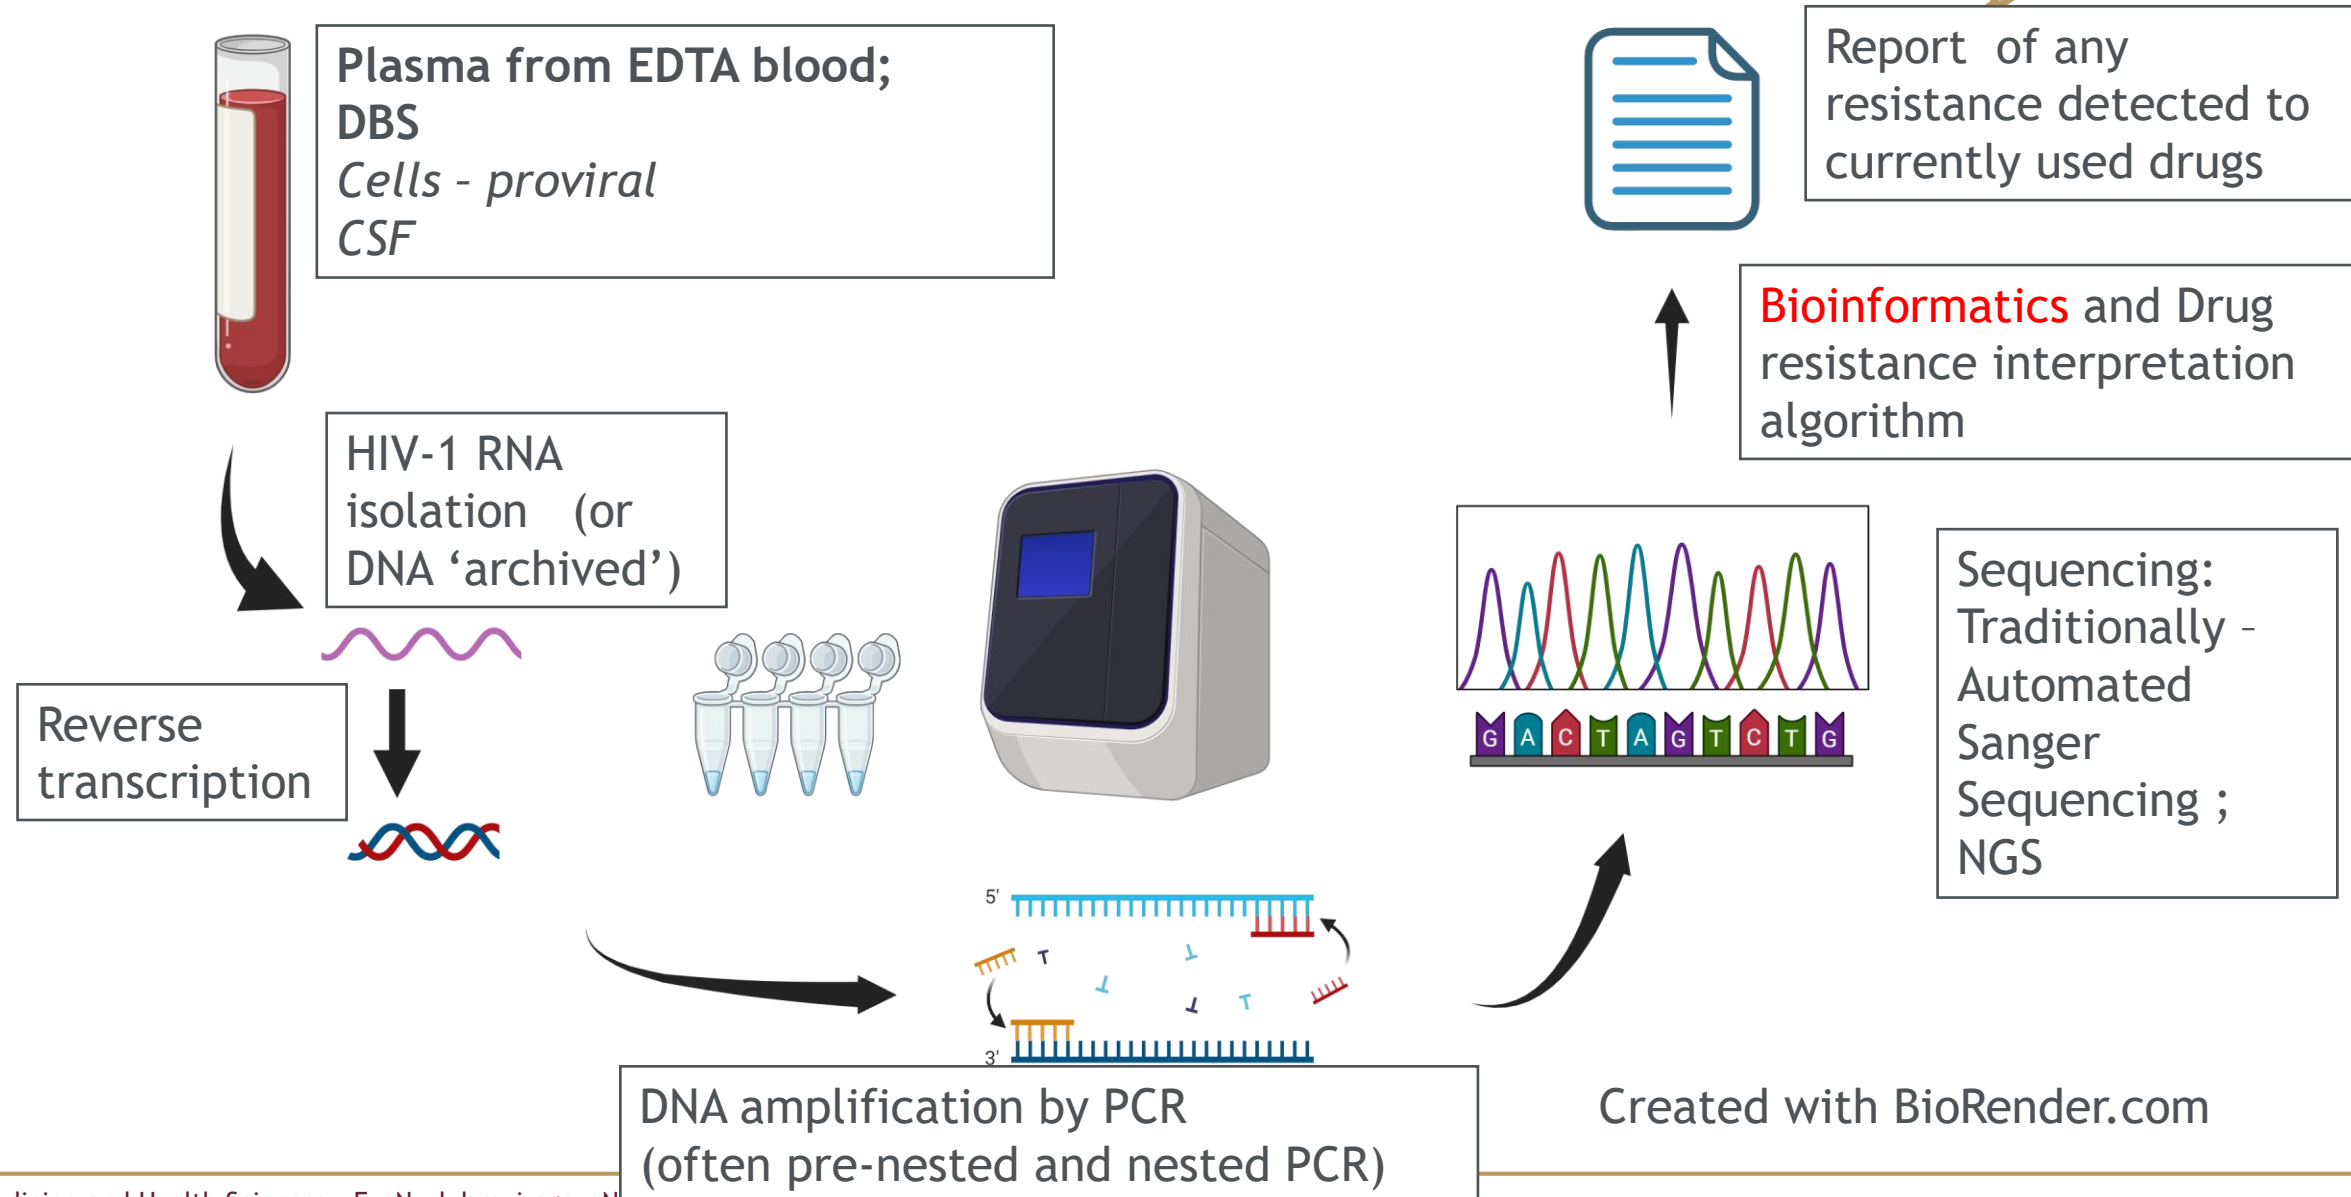 Plasma from EDTA blood;
DBS
Cells – proviral
CSF
HIV-1 RNA
isolation (or
DNA ‘archived’)
Reverse
transcription
5'
T
T
T
T
T
3'
DNA amplification by PCR
(often pre-nested and nested PCR)
Sequencing:
Traditionally –
Automated
Sanger
Sequencing ;
NGS
G A C T A G T C T G
Bioinformatics and Drug
resistance interpretation
algorithm
Report of any
resistance detected to
currently used drugs
Created with BioRender.com